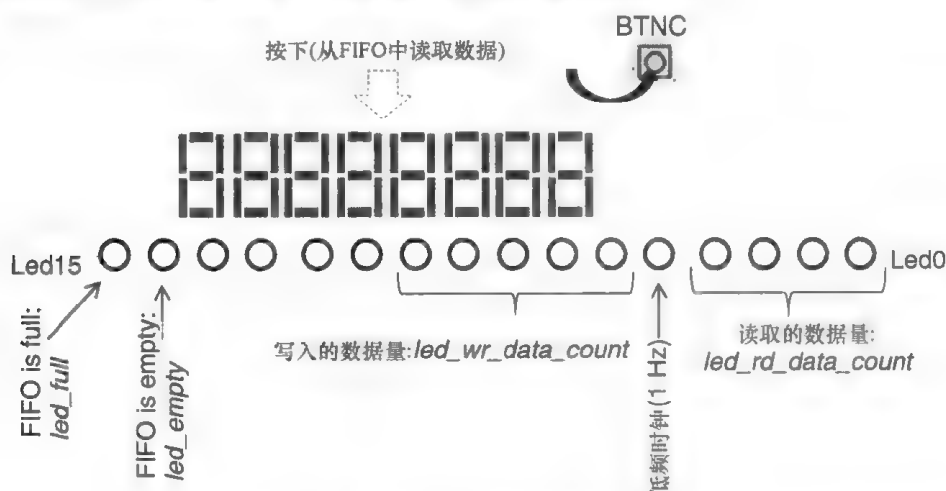 BTNC
按下(从FIFO中读取数据)
Led15
Led0
FIFO is full:
led_full
FIFO is empty:
led_empty
写入的数据量:led_wr_data_count
低频时钟(1 Hz)
读取的数据量:
led_rd_data_count